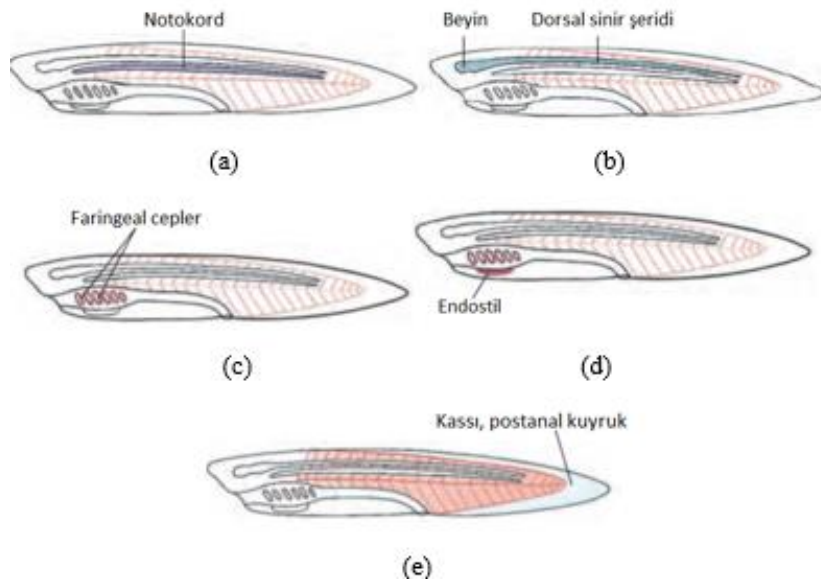 Notokord
(a)
Beyin
Dorsal sinir şeridi
(b)
Faringeal cepler
(c)
Endostil
(d)
Kassı, postanal kuyruk
(e)